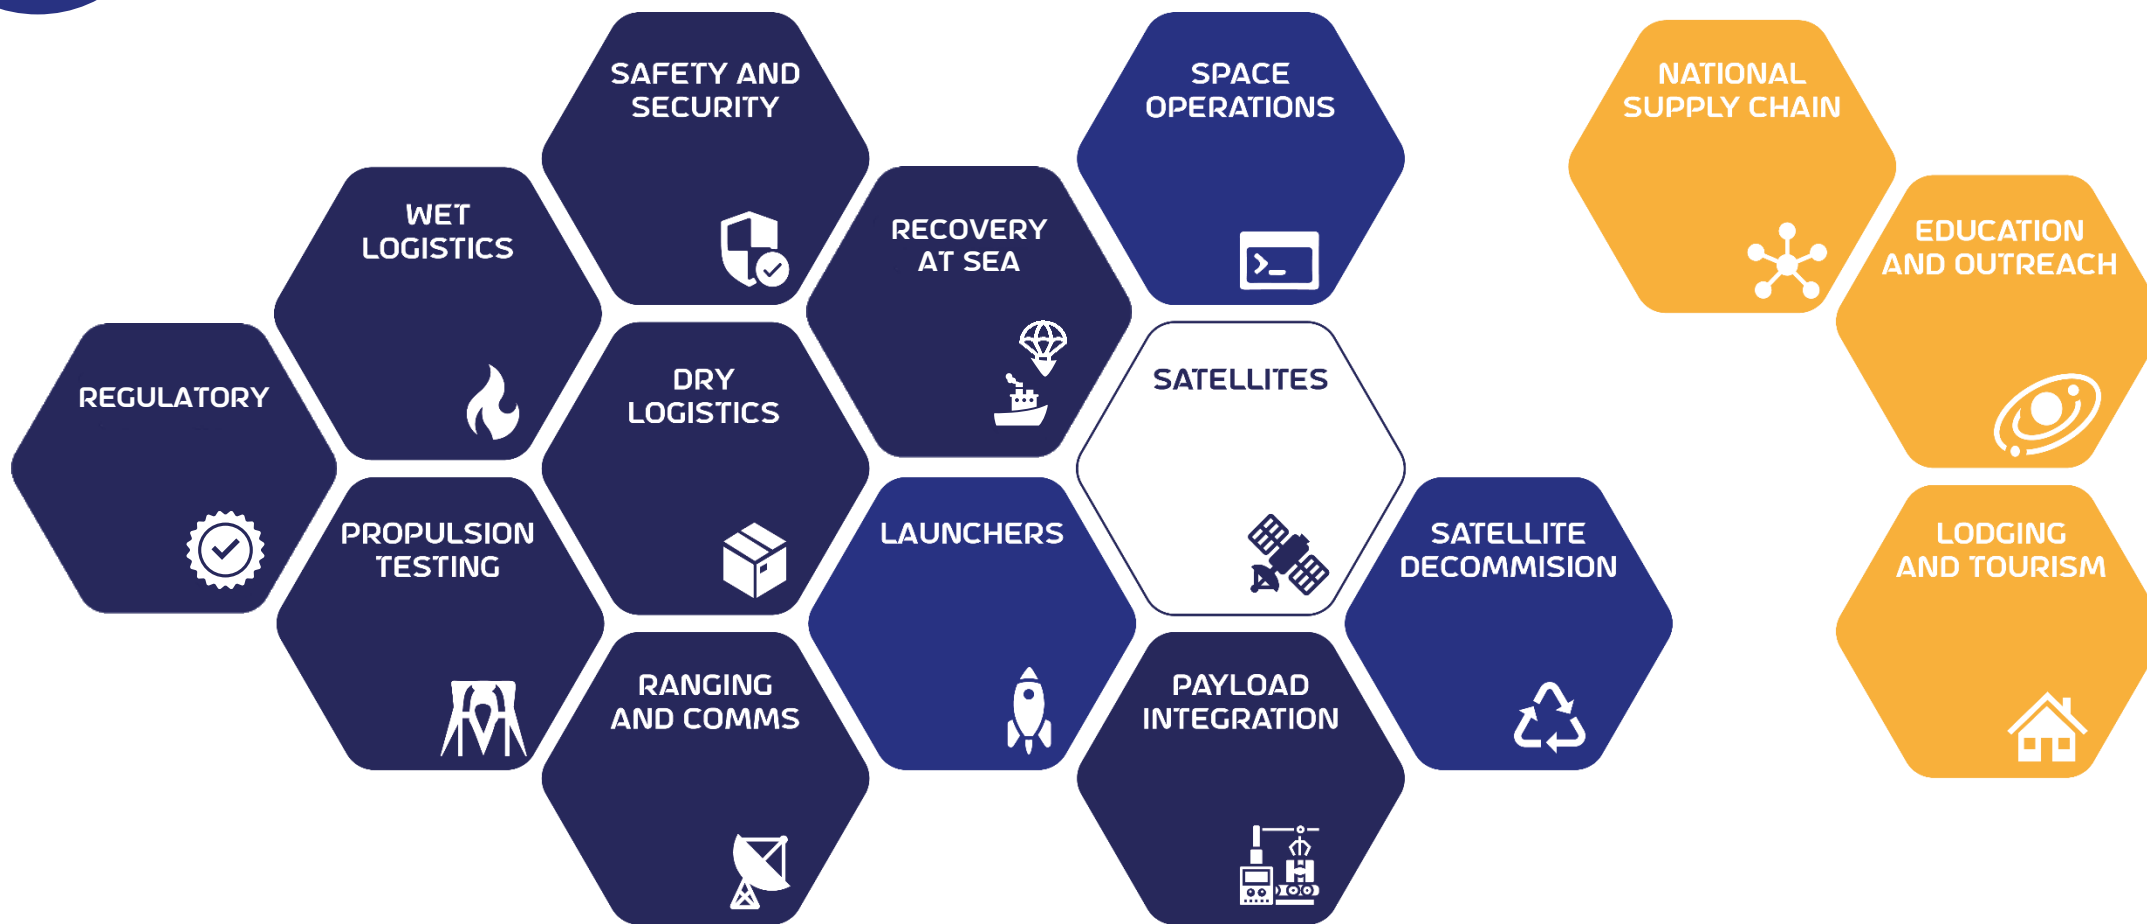 SAFETY AND
SECURITY
SPACE
OPERATIONS
NATIONAL
SUPPLY CHAIN
WET
LOGISTICS
RECOVERY
AT SEA
EDUCATION
AND OUTREACH
REGULATORY
DRY
LOGISTICS
SATELLITES
PROPULSION
TESTING
LAUNCHERS
SATELLITE
DECOMMISION
LODGING
AND TOURISM
RANGING
AND COMMS
PAYLOAD
INTEGRATION